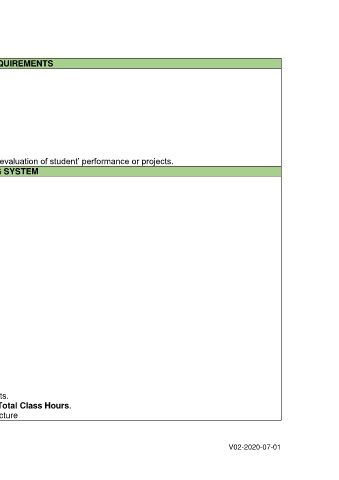 QUIREMENTS
evaluation of student' performance or projects.
SYSTEM
ts.
Total Class Hours.
cture
V02-2020-07-01